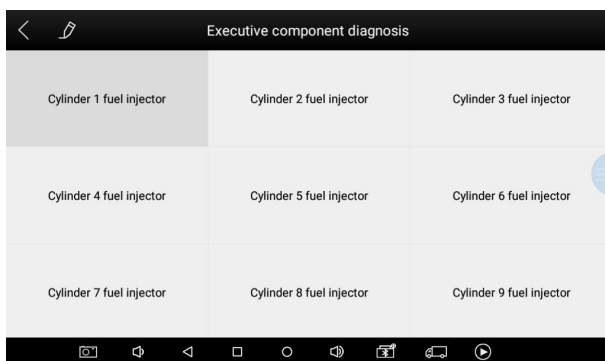 Executive component diagnosis
Cylinder 1 fuel injector
Cylinder 2 fuel injector
Cylinder 3 fuel injector
Cylinder 4 fuel injector
Cylinder 5 fuel injector
Cylinder 6 fuel injector
Cylinder 7 fuel injector
Cylinder 8 fuel injector
Cylinder 9 fuel injector